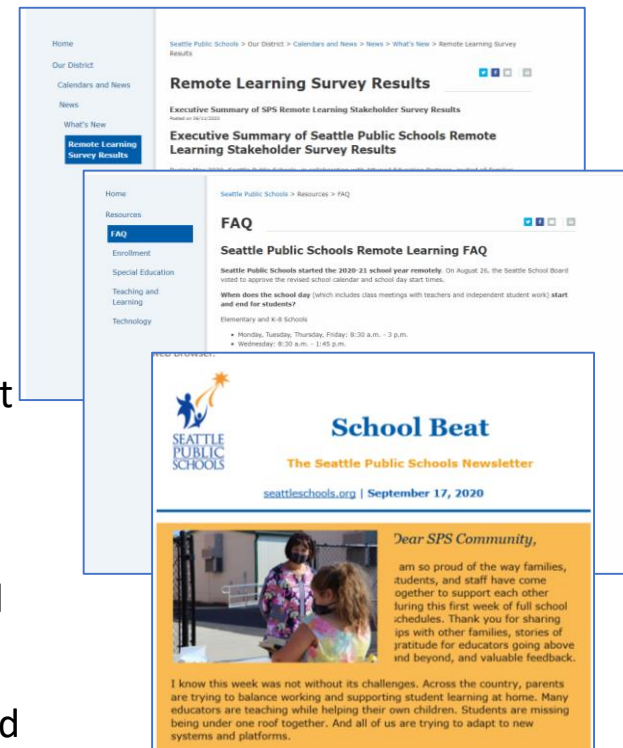 Home
Our District
Calendars and News
News
What's New
Remote Learning
Survey Results
Seattle Public Schools > Our District > Calendars and News > News > What's New > Remote Learning Survey
Results
Remote Learning Survey Results
Executive Summary of SPS Remote Learning Stakeholder Survey Results
Executive Summary of Seattle Public Schools Remote
Learning Stakeholder Survey Results
Home
Resources
FAQ
Enrollment
Special Education
Teaching and
Learning
Technology
Seattle Public Schools > Resources > FAQ
FAQ
Seattle Public Schools Remote Learning FAQ
Seattle Public Schools started the 2020-21 school year remotely. On August 26, the Seattle School Board
voted to approve the revised school calendar and school day start times.
When does the school day (which includes class meetings with teachers and independent student work) start
and end for students?
Elementary and K-8 Schools
• Monday, Tuesday, Thursday, Friday: 8:30 a.m. - 3 p.m.
• Wednesday: 8:30 a.m. - 1:45 p.m.
web browser.
SEATTLE
PUBLIC
SCHOOLS
School Beat
The Seattle Public Schools Newsletter
seattleschools.org | September 17, 2020
Dear SPS Community,
am so proud of the way families,
students, and staff have come
together to support each other
during this first week of full school
schedules. Thank you for sharing
tips with other families, stories of
gratitude for educators going above
and beyond, and valuable feedback.
I know this week was not without its challenges. Across the country, parents
are trying to balance working and supporting student learning at home. Many
educators are teaching while helping their own children. Students are missing
being under one roof together. And all of us are trying to adapt to new
systems and platforms.